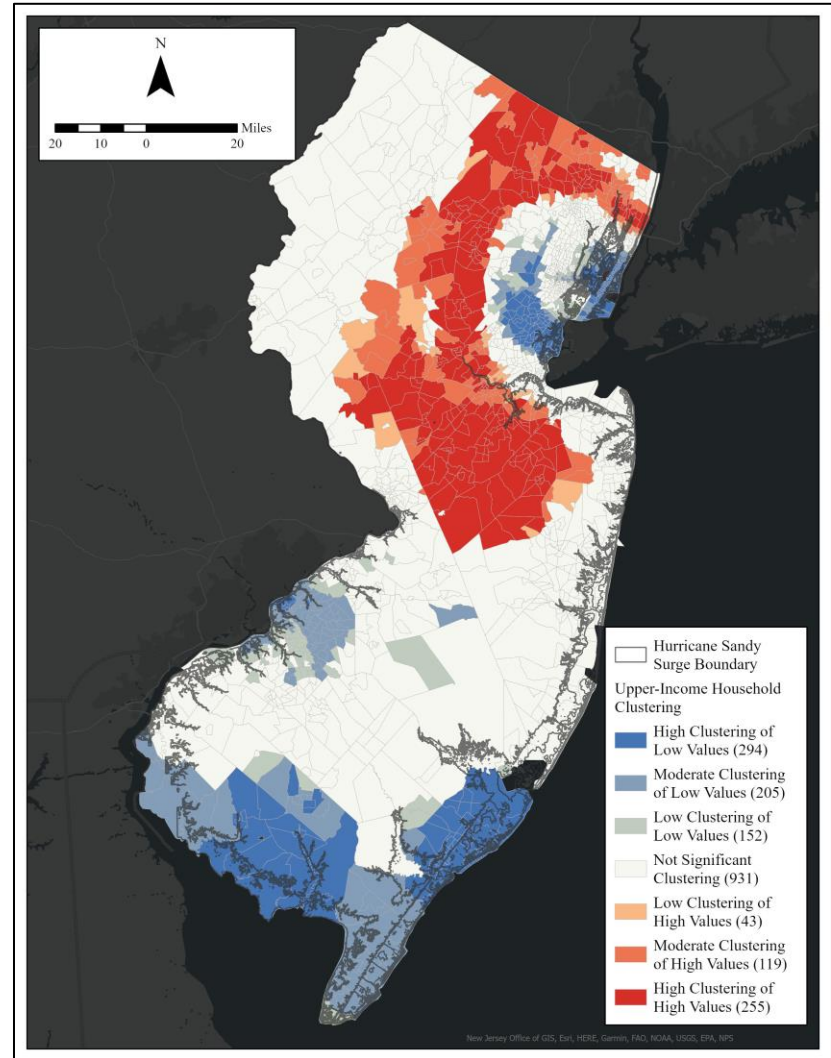 N
Miles
20 10 0 20
Hurricane Sandy
Surge Boundary
Upper-Income Household
Clustering
High Clustering of
Low Values (294)
Moderate Clustering
of Low Values (205)
Low Clustering of
Low Values (152)
Not Significant
Clustering (931)
Low Clustering of
High Values (43)
Moderate Clustering
of High Values (119)
High Clustering of
High Values (255)
New Jersey Office of GIS, Esri, HERE, Garmin, FAO, NOAA, USGS, EPA, NPS